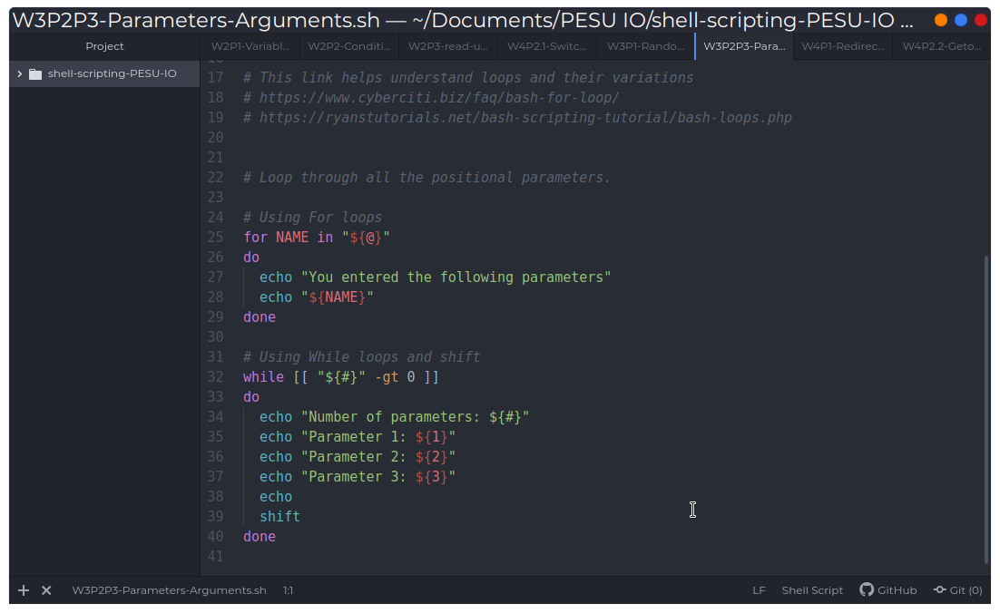 W3P2P3-Parameters-Arguments.sh — ~/Documents/PESU IO/shell-scripting-PESU-IO ...
Project
W2P1-Variabl... W2P2-Conditi... W2P3-read-u... W4P2.1-Switc... W3P1-Rando... W3P2P3-Para... W4P1-Redirec... W4P2.2-Geto...
shell-scripting-PESU-IO
17 # This link helps understand loops and their variations
18 # https://www.cyberciti.biz/faq/bash-for-loop/
19 # https://ryanstutorials.net/bash-scripting-tutorial/bash-loops.php
20
21
22 # Loop through all the positional parameters.
23
24 # Using For loops
25 for NAME in "${@}"
26 do
27   echo "You entered the following parameters"
28   echo "${NAME}"
29 done
30
31 # Using While loops and shift
32 while [[ "${#}" -gt 0 ]]
33 do
34   echo "Number of parameters: ${#}"
35   echo "Parameter 1: ${1}"
36   echo "Parameter 2: ${2}"
37   echo "Parameter 3: ${3}"
38   echo
39   shift
40 done
41
W3P2P3-Parameters-Arguments.sh 1:1 LF Shell Script GitHub Git (0)